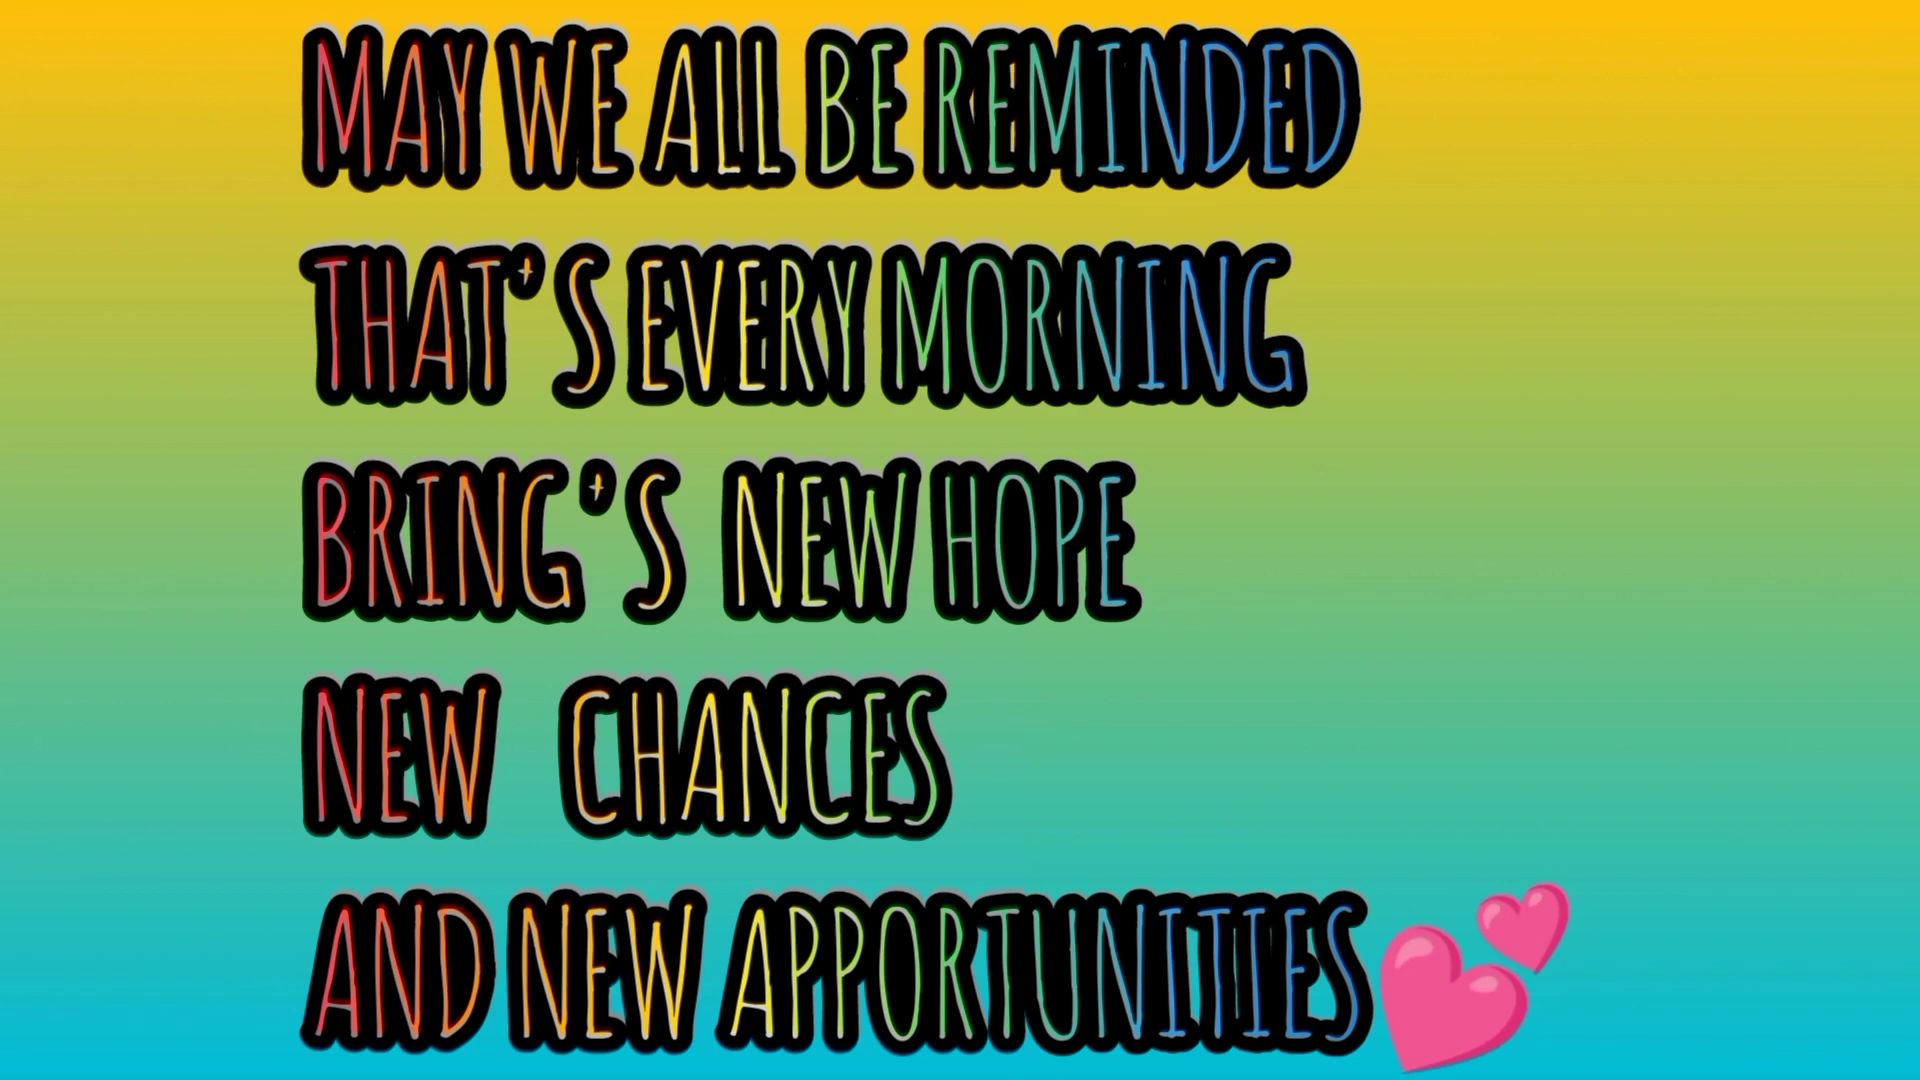 MAY WE ALL BE REMINDED
THAT'S EVERY MORNING
BRING'S NEW HOPE
NEW CHANCES
AND NEW APPORTUNITIES